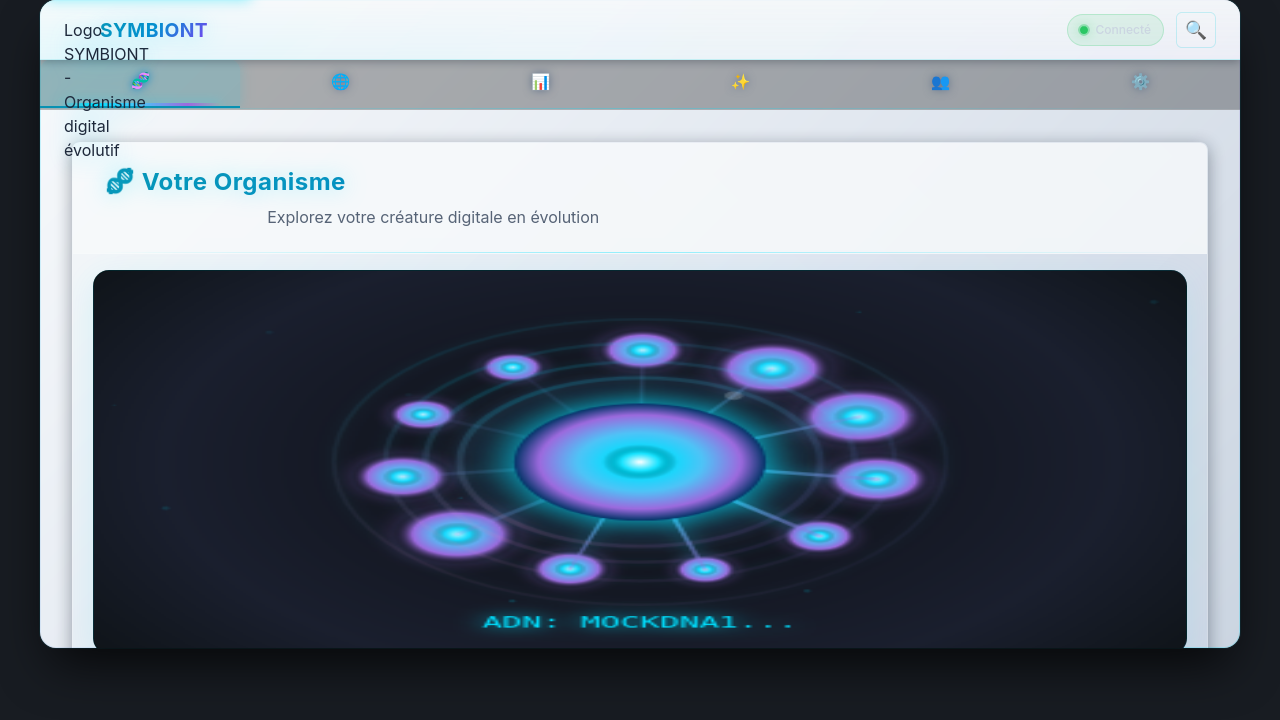 Logo
SYMBIONT
SYMBIONT
-
Organisme
digital
évolutif
Connecté
Votre Organisme
Explorez votre créature digitale en évolution
ADN: MOCKDNA1...